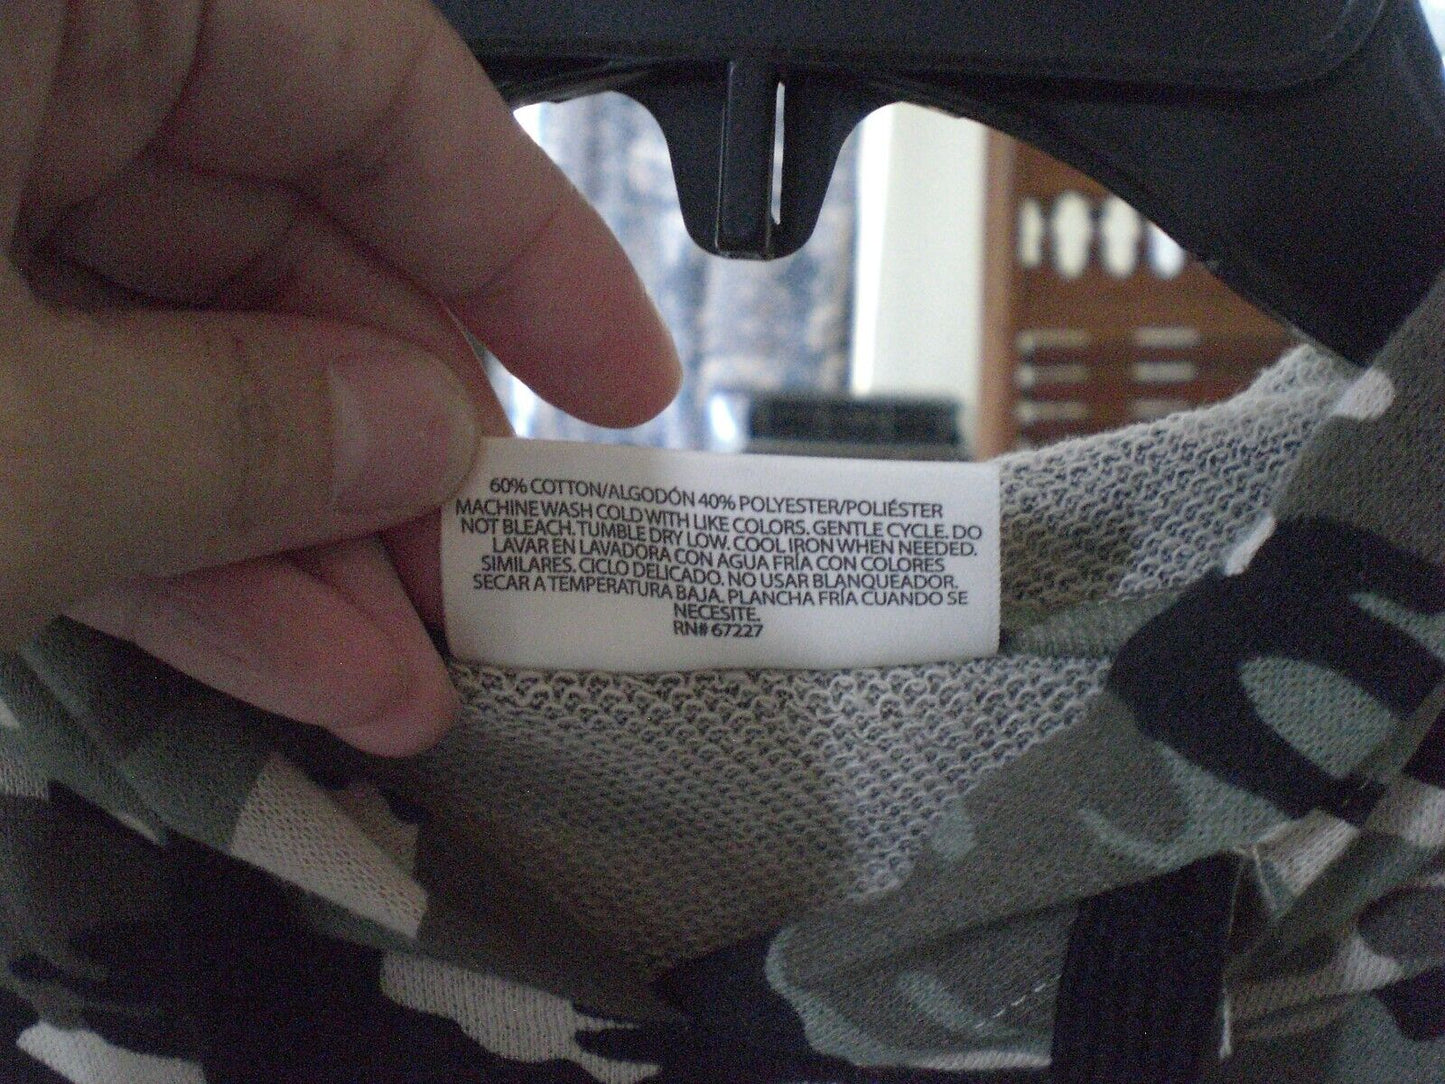 60% COTTON/ALGODÓN 40% POLYESTER/POLIÉSTER
MACHINE WASH COLD WITH LIKE COLORS. GENTLE CYCLE. DO
NOT BLEACH. TUMBLE DRY LOW. COOL IRON WHEN NEEDED.
LAVAR EN LAVADORA CON AGUA FRÍA CON COLORES
SIMILARES. CICLO DELICADO. NO USAR BLANQUEADOR.
SECAR A TEMPERATURA BAJA. PLANCHA FRÍA CUANDO SE
NECESITE.
RN# 67227